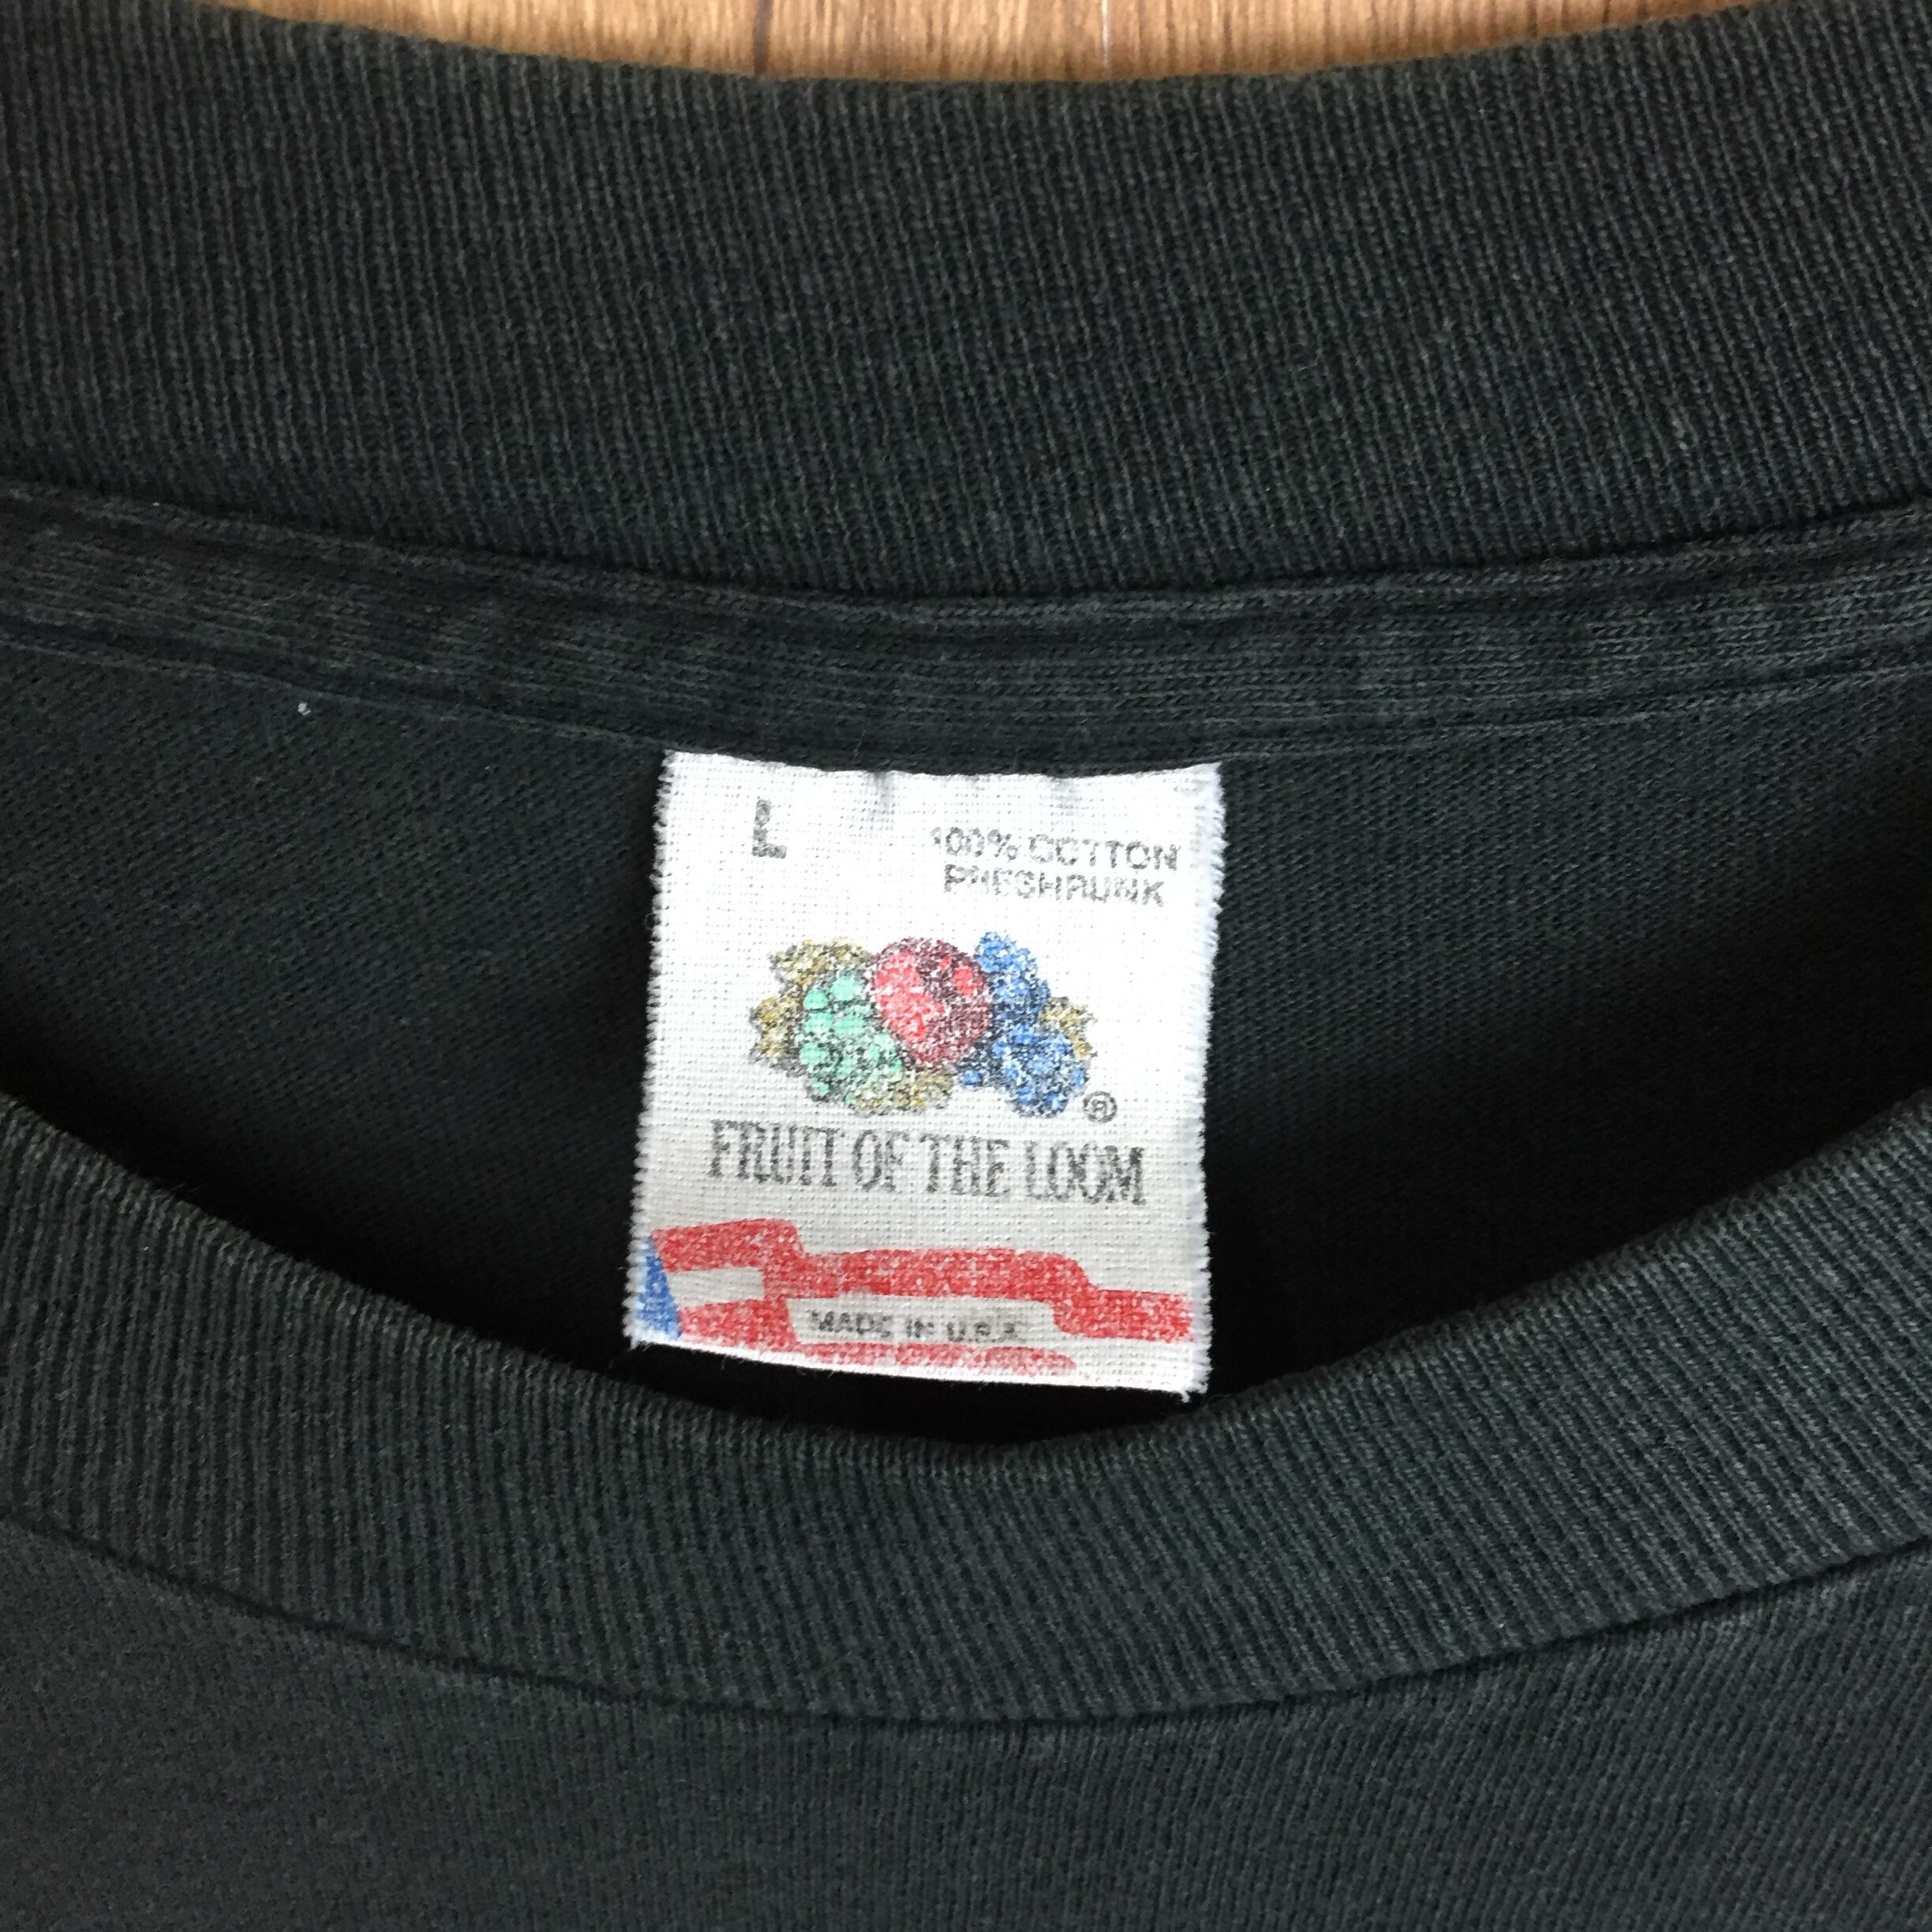 L
100% COTTON
PRESHRUNK
®
FRUIT OF THE LOOM
MADE IN U.S.A.